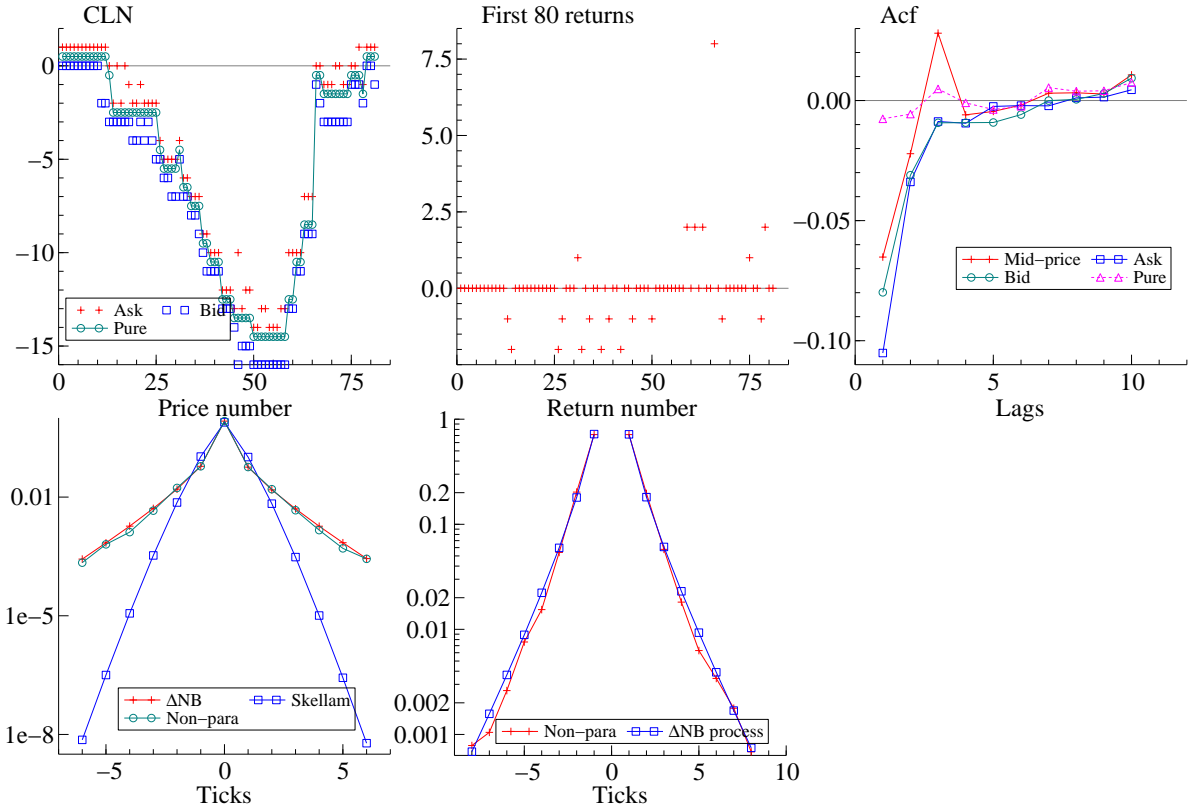 CLN
0
−5
−10
−15
0 25 50 75
Ask Bid
Pure
Price number
First 80 returns
7.5
5.0
2.5
0.0
0 25 50 75
Return number
Acf
0.00
−0.05
−0.10
0 5 10
Mid−price Ask
Bid Pure
Lags
0.01
1e−5
1e−8
−5 0 5
ΔNB Skellam
Non−para
Ticks
1
0.2
0.1
0.02
0.01
0.002
0.001
−5 0 5 10
Non−para ΔNB process
Ticks